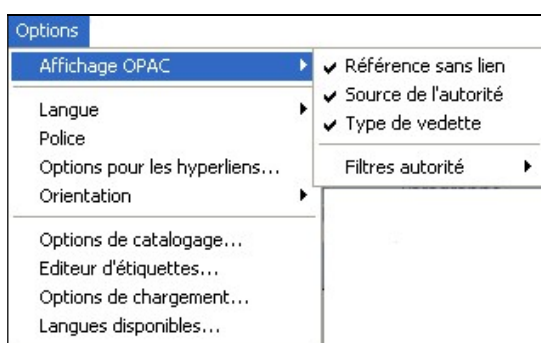 Options
Affichage OPAC
Langue
Police
Options pour les hyperliens...
Orientation
Options de catalogage...
Editeur d'étiquettes...
Options de chargement...
Langues disponibles...
Référence sans lien
Source de l'autorité
Type de vedette
Filtres autorité